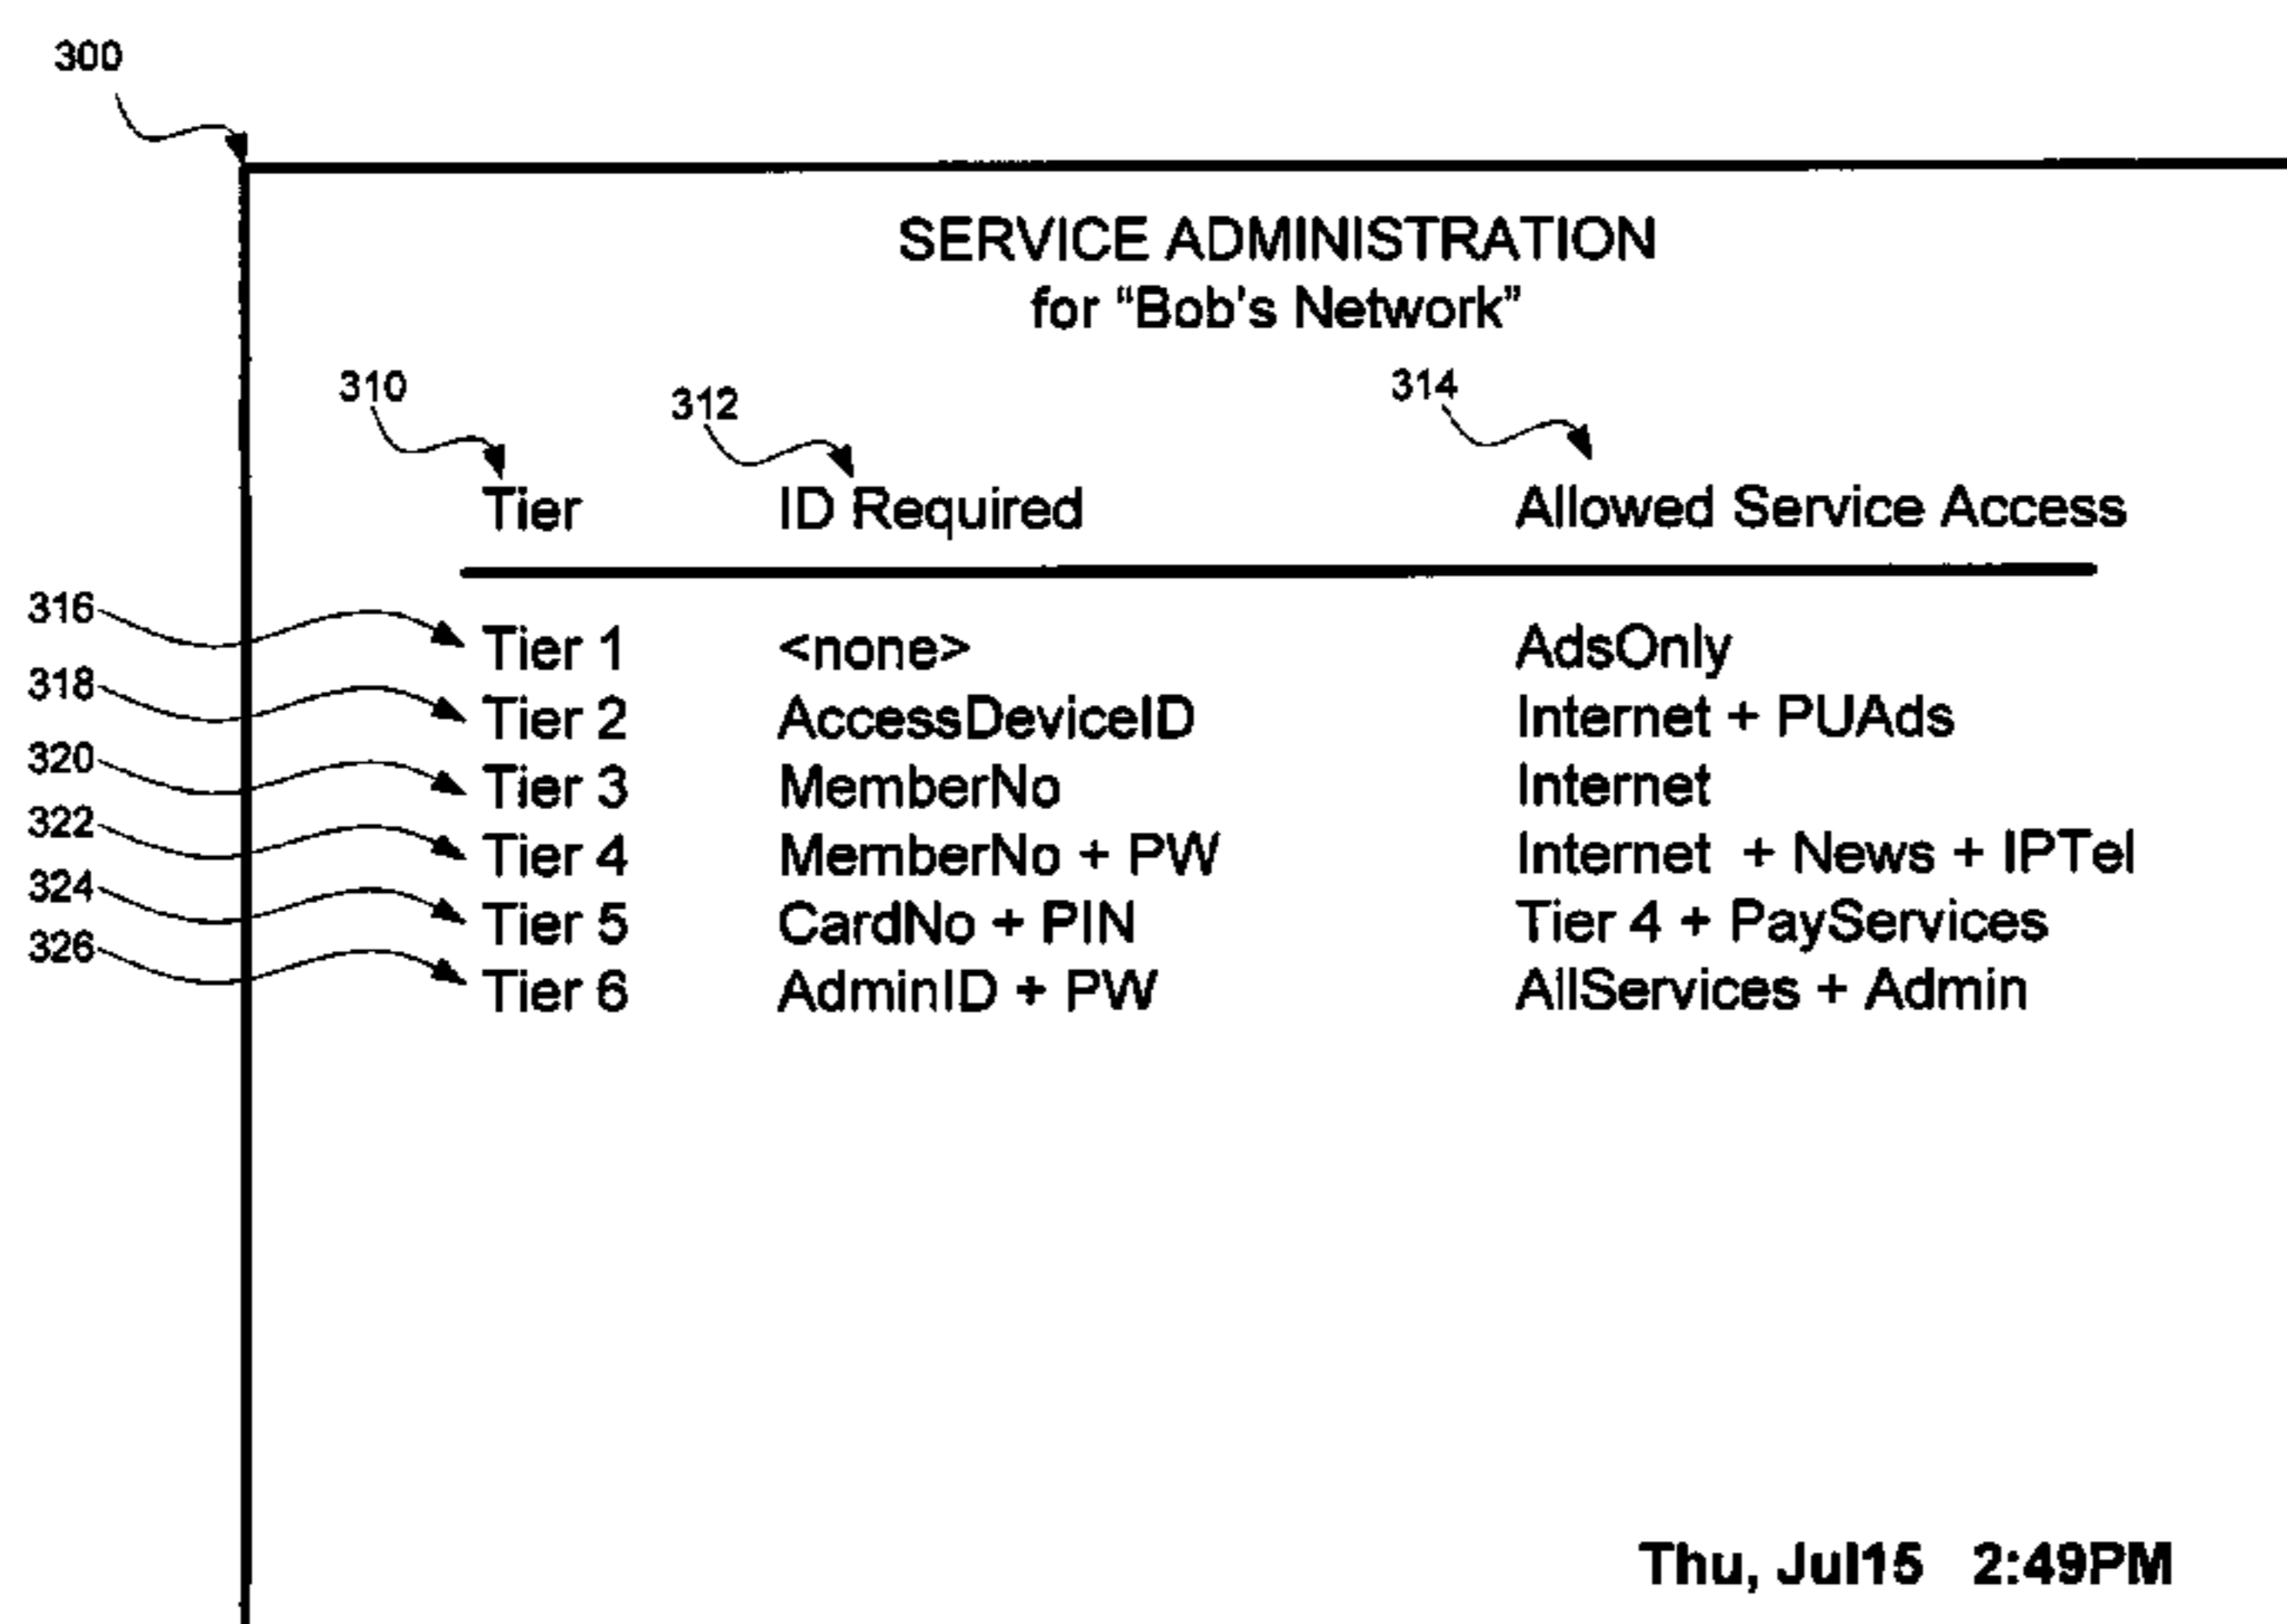 300
SERVICE ADMINISTRATION
for “Bob's Network”
310 312 314
Tier ID Required Allowed Service Access
316 Tier 1 <none> AdsOnly
318 Tier 2 AccessDeviceID Internet + PUAds
320 Tier 3 MemberNo Internet
322 Tier 4 MemberNo + PW Internet + News + IPTel
324 Tier 5 CardNo + PIN Tier 4 + PayServices
326 Tier 6 AdminID + PW AllServices + Admin
Thu, Jul15 2:49PM